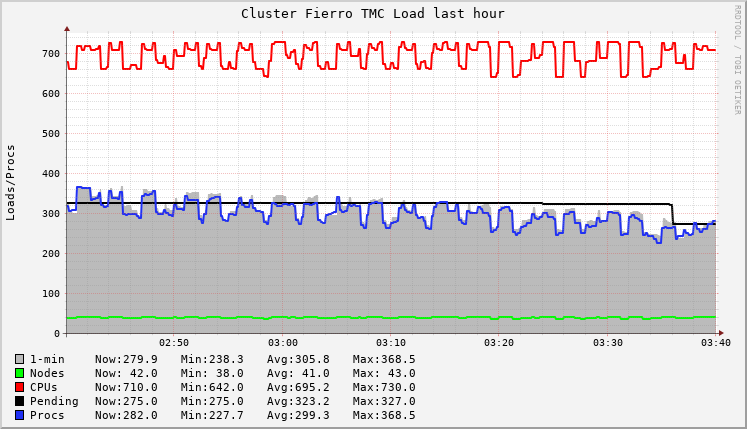 Cluster Fierro TMC Load last hour
RRDTOOL / TOBI OETIKER
Loads/Procs
700
600
500
400
300
200
100
0
02:50 03:00 03:10 03:20 03:30 03:40
1-min Now:279.9 Min:238.3 Avg:305.8 Max:368.5
Nodes Now: 42.0 Min: 38.0 Avg: 41.0 Max: 43.0
CPUs Now:710.0 Min:642.0 Avg:695.2 Max:730.0
Pending Now:275.0 Min:275.0 Avg:323.2 Max:327.0
Procs Now:282.0 Min:227.7 Avg:299.3 Max:368.5